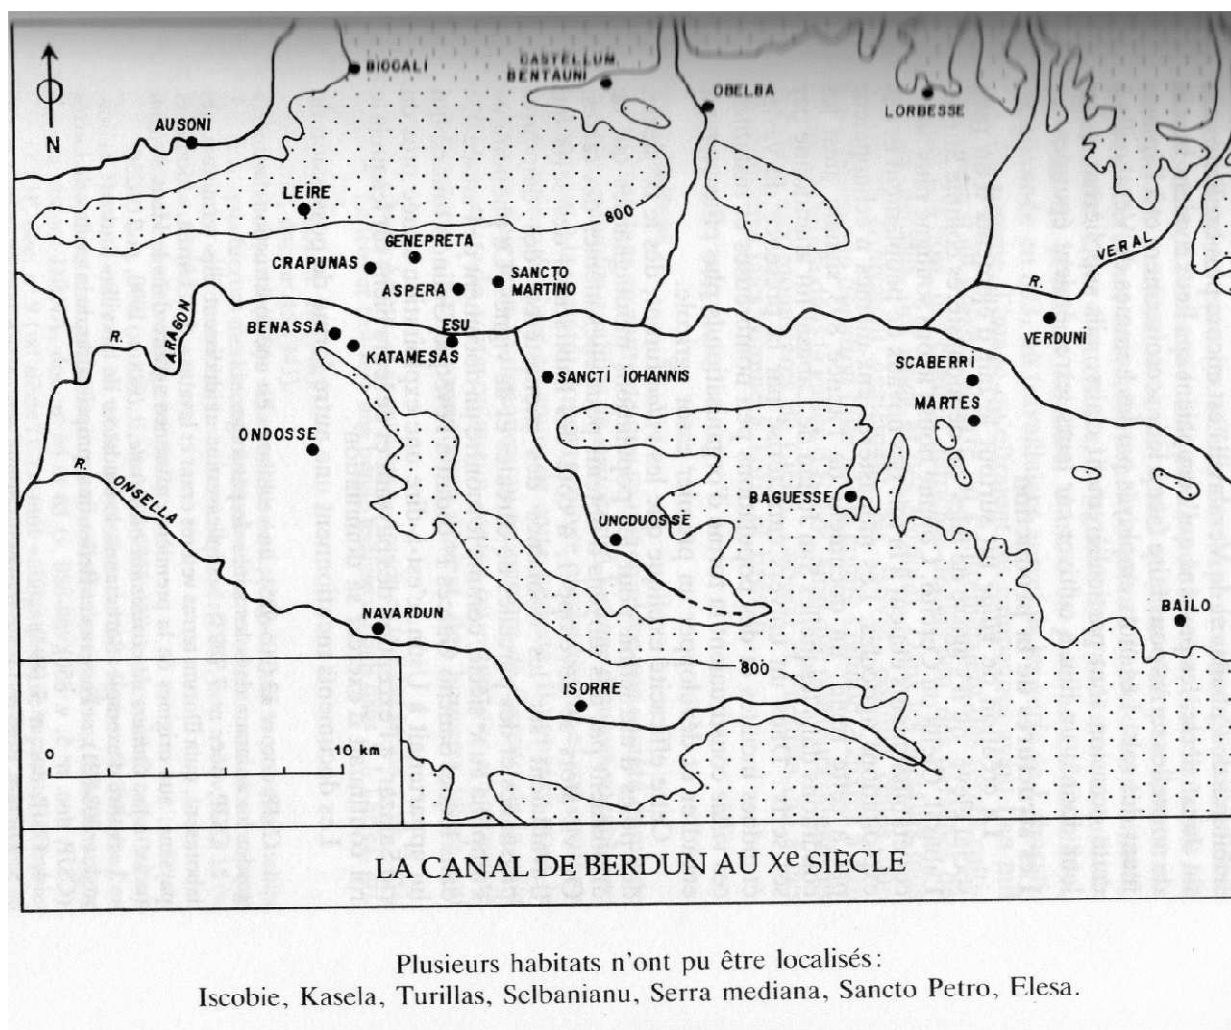 BIOCALI
CASTELLUM
BENTAUNI
OBELBA
LORBESSE
AUSONI
N
LEIRE
800
GENEPRETA
CRAPUNAS
SANCTO
MARTINO
ASPERA
R. VERAL
R. ARAGON
BENASSA
ESU
KATAMESAS
VERDUNI
SCABERRI
SANCTI IOHANNIS
MARTES
ONDOSSE
R. ONSELLA
BAGUESSE
UNCDUOSSE
NAVARDUN
BAILO
800
ISORRE
0 10 km
LA CANAL DE BERDUN AU Xe SIÈCLE
Plusieurs habitats n'ont pu être localisés:
Iscobie, Kasela, Turillas, Selbanianu, Serra mediana, Sancto Petro, Elesa.